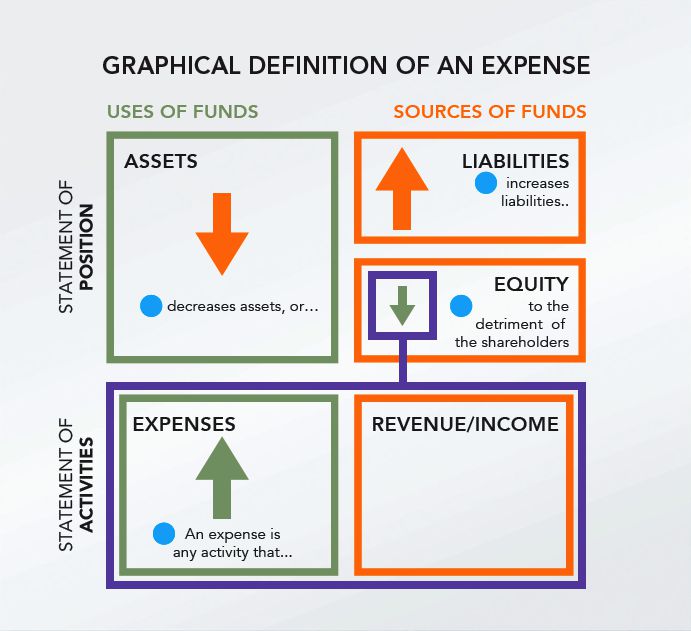 GRAPHICAL DEFINITION OF AN EXPENSE
USES OF FUNDS
SOURCES OF FUNDS
STATEMENT OF
POSITION
ASSETS
decreases assets, or...
LIABILITIES
increases
liabilities..
EQUITY
to the
detriment of
the shareholders
STATEMENT OF
ACTIVITIES
EXPENSES
An expense is
any activity that...
REVENUE/INCOME